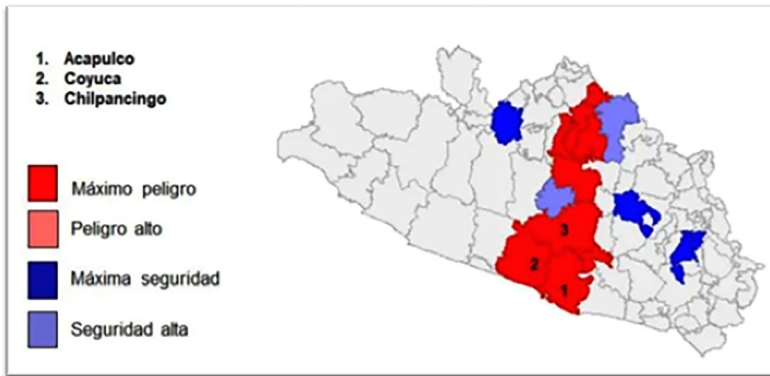 1. Acapulco
2. Coyuca
3. Chilpancingo
Máximo peligro
Peligro alto
Máxima seguridad
Seguridad alta
3
2
1